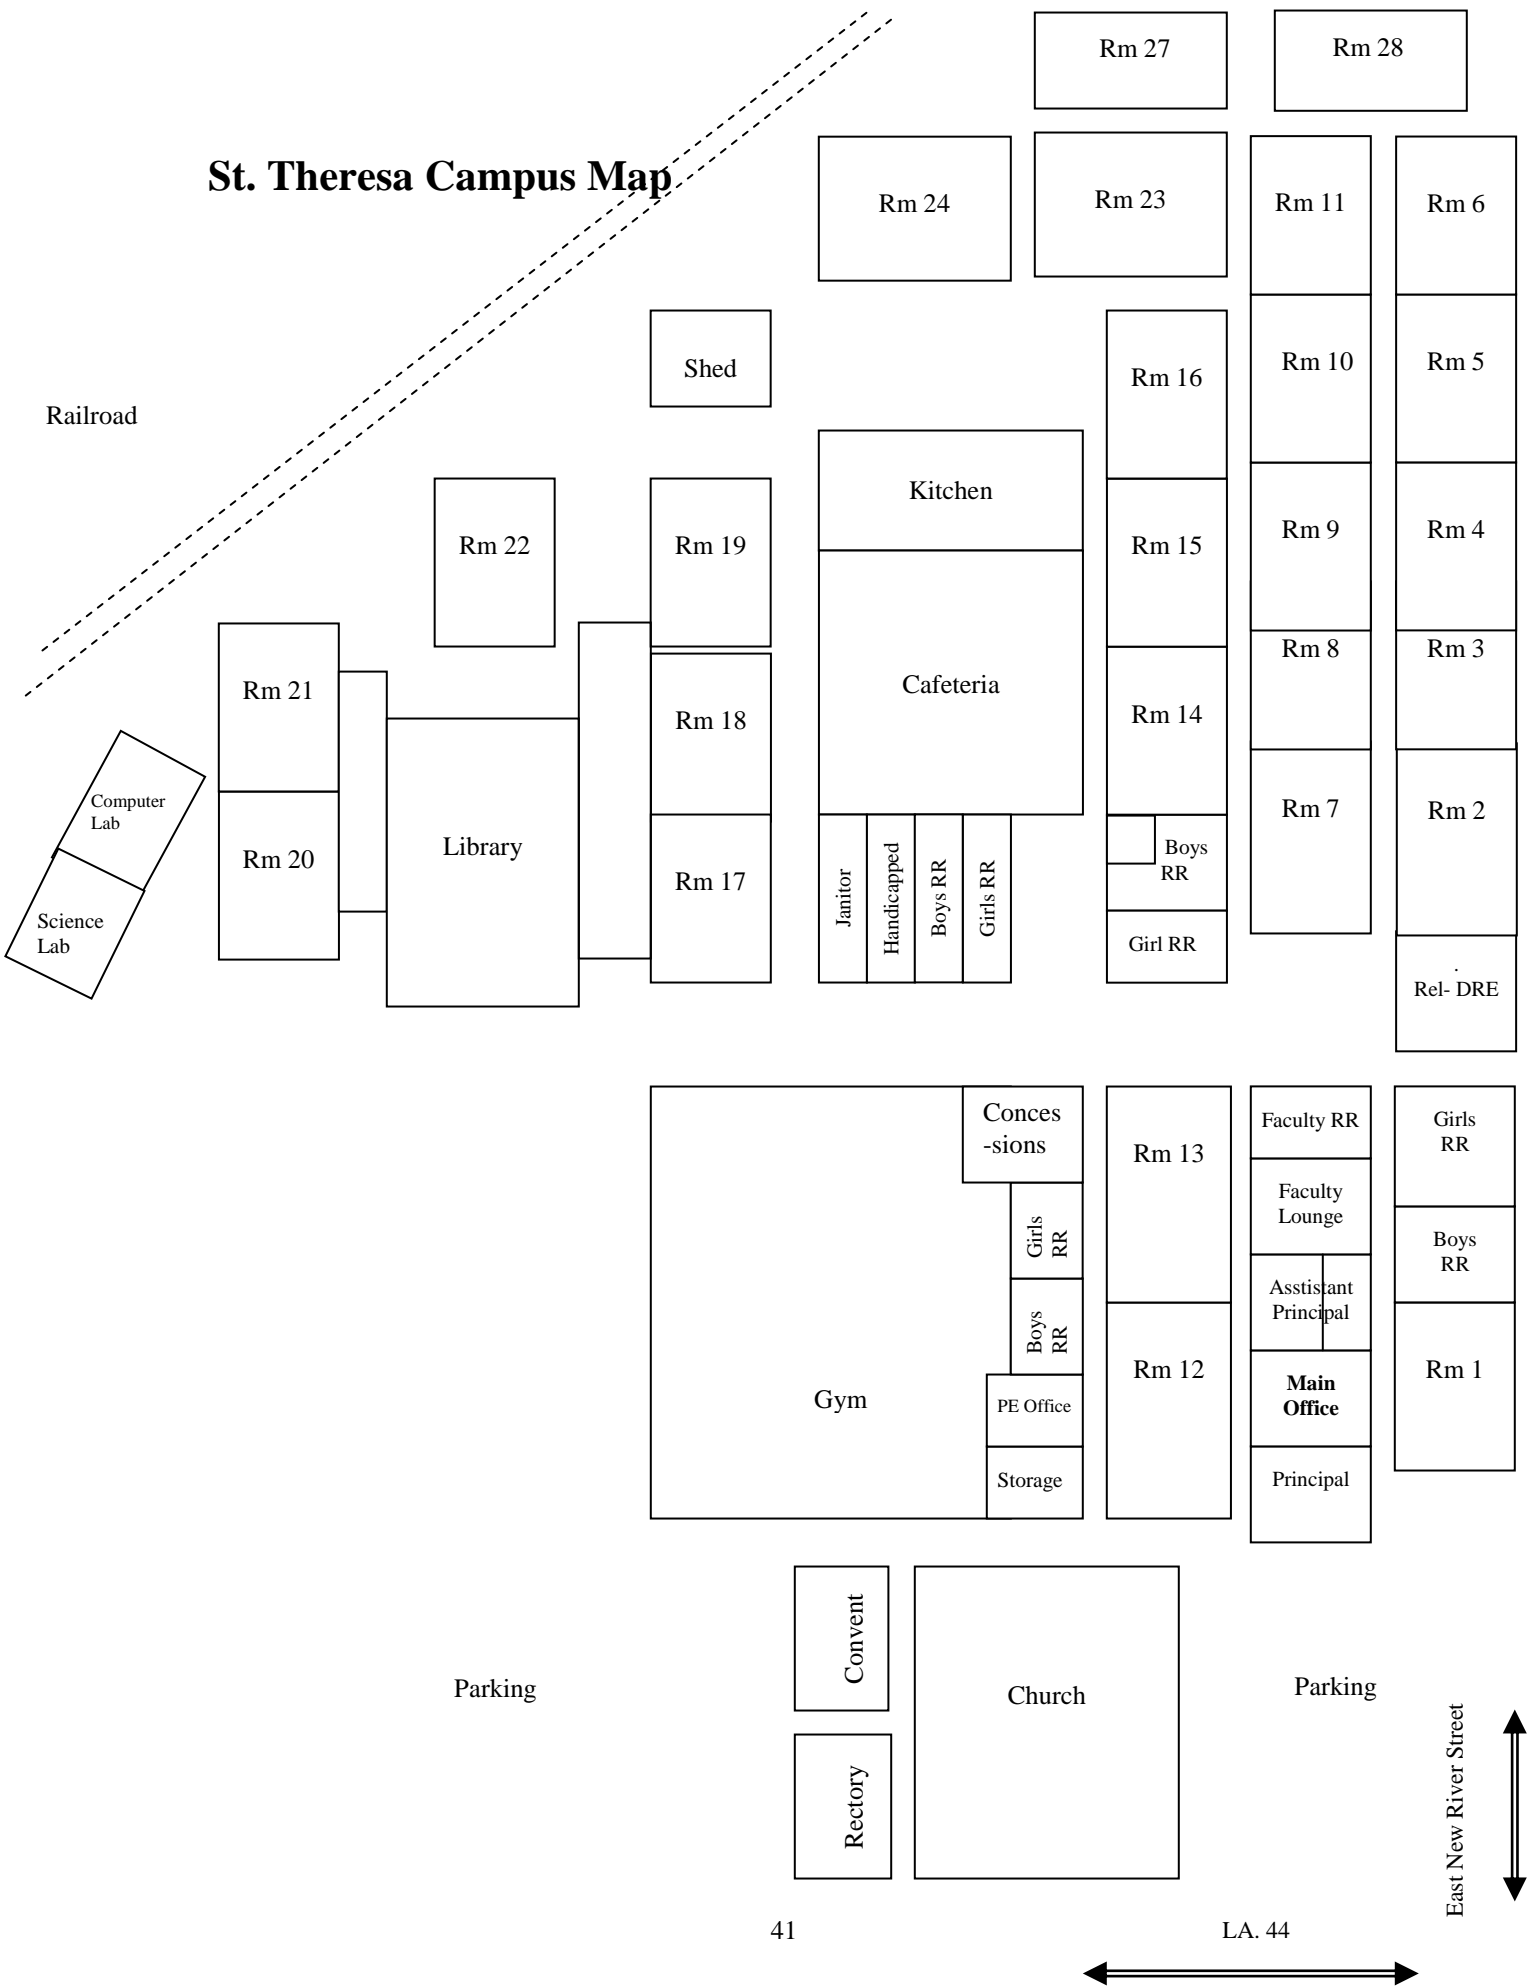 Rm 27
Rm 28
St. Theresa Campus Map
Rm 24
Rm 23
Rm 11
Rm 6
Shed
Rm 16
Rm 10
Rm 5
Railroad
Kitchen
Rm 22
Rm 19
Rm 15
Rm 9
Rm 4
Rm 21
Rm 18
Cafeteria
Rm 14
Rm 8
Rm 3
Computer
Lab
Rm 20
Library
Rm 17
Janitor
Handicapped
Boys RR
Girls RR
Boys
RR
Rm 7
Rm 2
Science
Lab
Girl RR
.
Rel- DRE
Conces
-sions
Rm 13
Faculty RR
Girls
RR
Girls
RR
Faculty
Lounge
Boys
RR
Boys
RR
Asstistant
Principal
Gym
PE Office
Rm 12
Main
Office
Rm 1
Storage
Principal
Convent
Parking
Church
Parking
Rectory
East New River Street
41
LA. 44